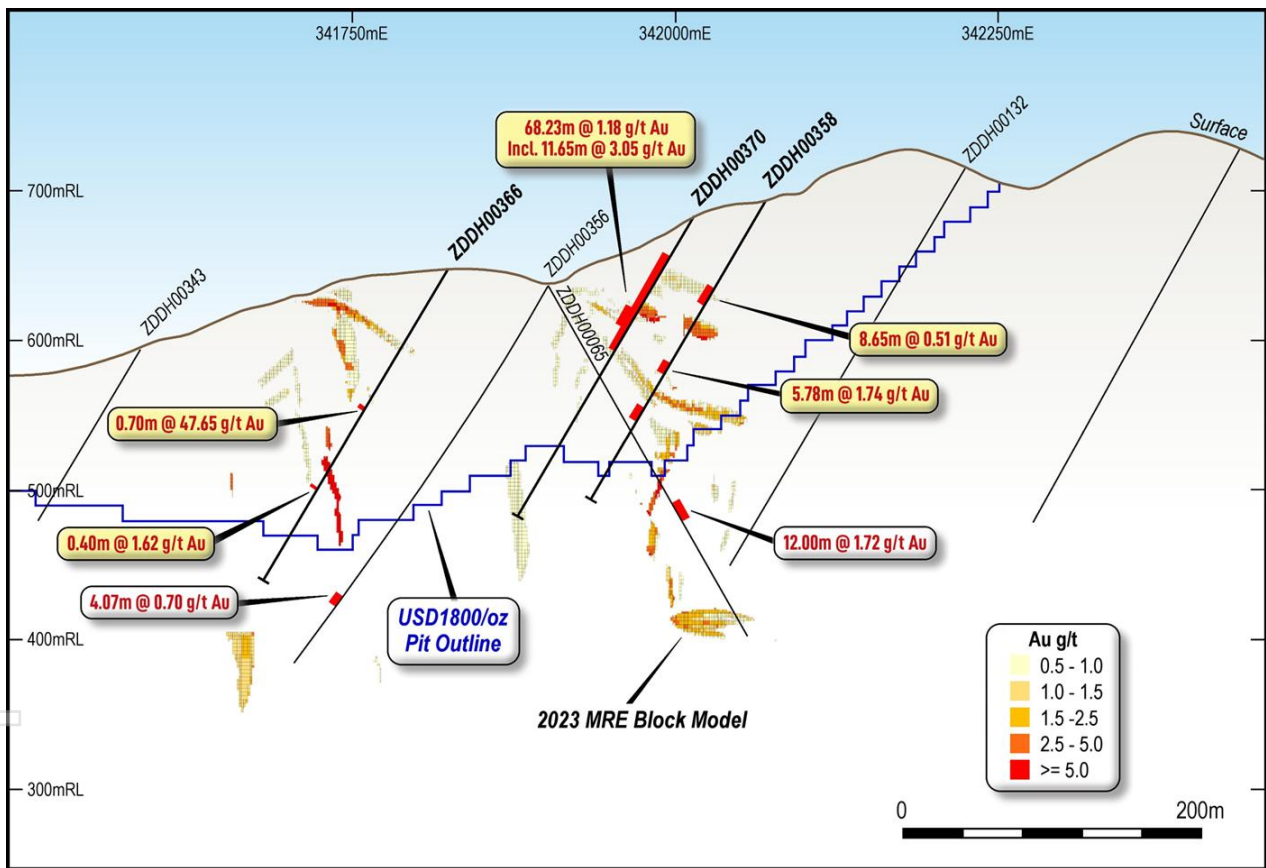 341750mE
342000mE
342250mE
68.23m @ 1.18 g/t Au
Incl. 11.65m @ 3.05 g/t Au
ZDDH00370
ZDDH00358
ZDDH00132
Surface
700mRL
ZDDH00366
ZDDH00356
ZDDH00343
ZDDH00065
600mRL
8.65m @ 0.51 g/t Au
5.78m @ 1.74 g/t Au
0.70m @ 47.65 g/t Au
500mRL
0.40m @ 1.62 g/t Au
12.00m @ 1.72 g/t Au
4.07m @ 0.70 g/t Au
USD1800/oz
Pit Outline
400mRL
2023 MRE Block Model
Au g/t
0.5 - 1.0
1.0 - 1.5
1.5 -2.5
2.5 - 5.0
>= 5.0
300mRL
0
200m